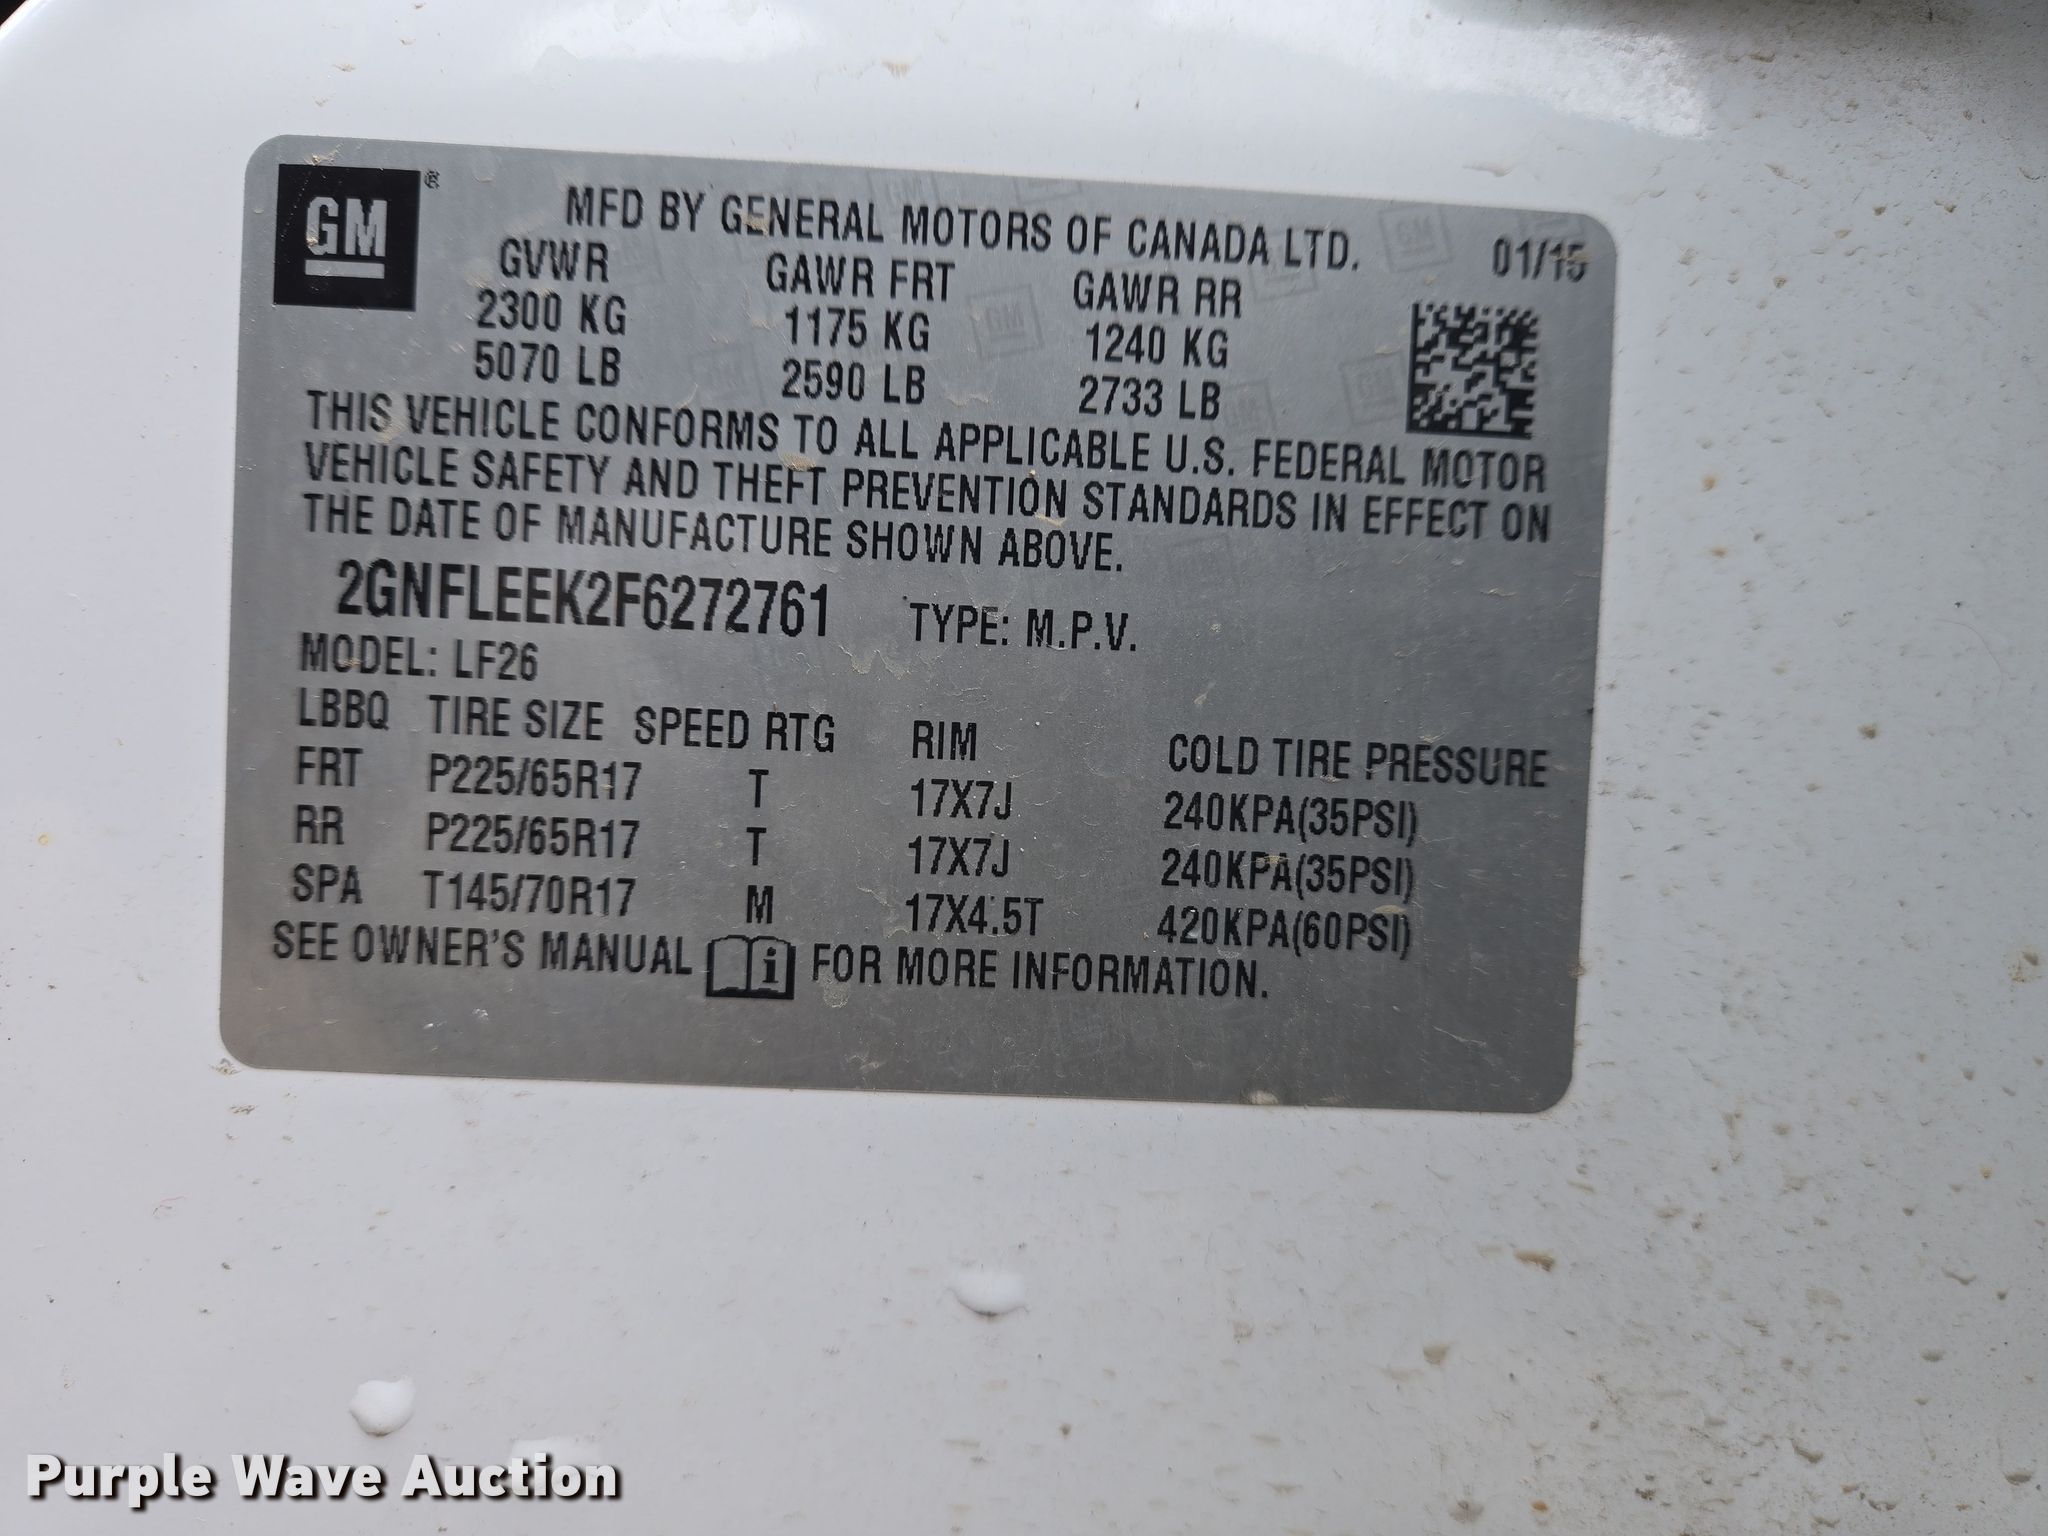 GM ®
MFD BY GENERAL MOTORS OF CANADA LTD. 01/15
GVWR GAWR FRT GAWR RR
2300 KG 1175 KG 1240 KG
5070 LB 2590 LB 2733 LB
THIS VEHICLE CONFORMS TO ALL APPLICABLE U.S. FEDERAL MOTOR
VEHICLE SAFETY AND THEFT PREVENTION STANDARDS IN EFFECT ON
THE DATE OF MANUFACTURE SHOWN ABOVE.
2GNFLEEK2F6272761 TYPE: M.P.V.
MODEL: LF26
LBBQ TIRE SIZE SPEED RTG RIM COLD TIRE PRESSURE
FRT P225/65R17 T 17X7J 240KPA(35PSI)
RR P225/65R17 T 17X7J 240KPA(35PSI)
SPA T145/70R17 M 17X4.5T 420KPA(60PSI)
SEE OWNER'S MANUAL i FOR MORE INFORMATION.
Purple Wave Auction